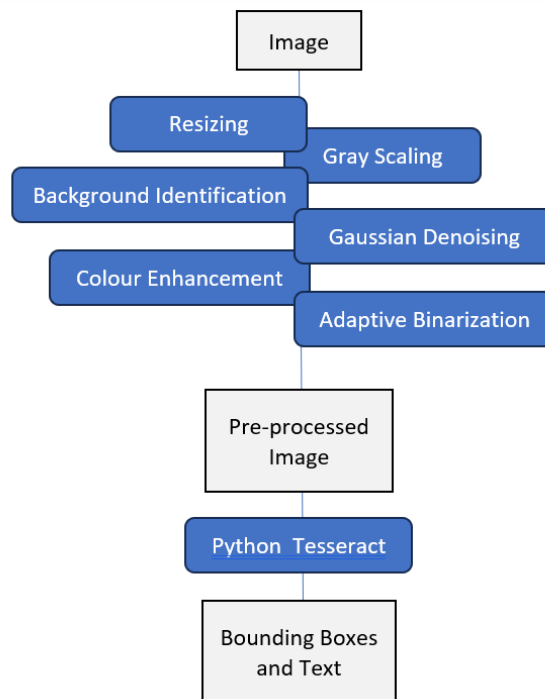 Image
Resizing
Gray Scaling
Background Identification
Gaussian Denoising
Colour Enhancement
Adaptive Binarization
Pre-processed
Image
Python Tesseract
Bounding Boxes
and Text